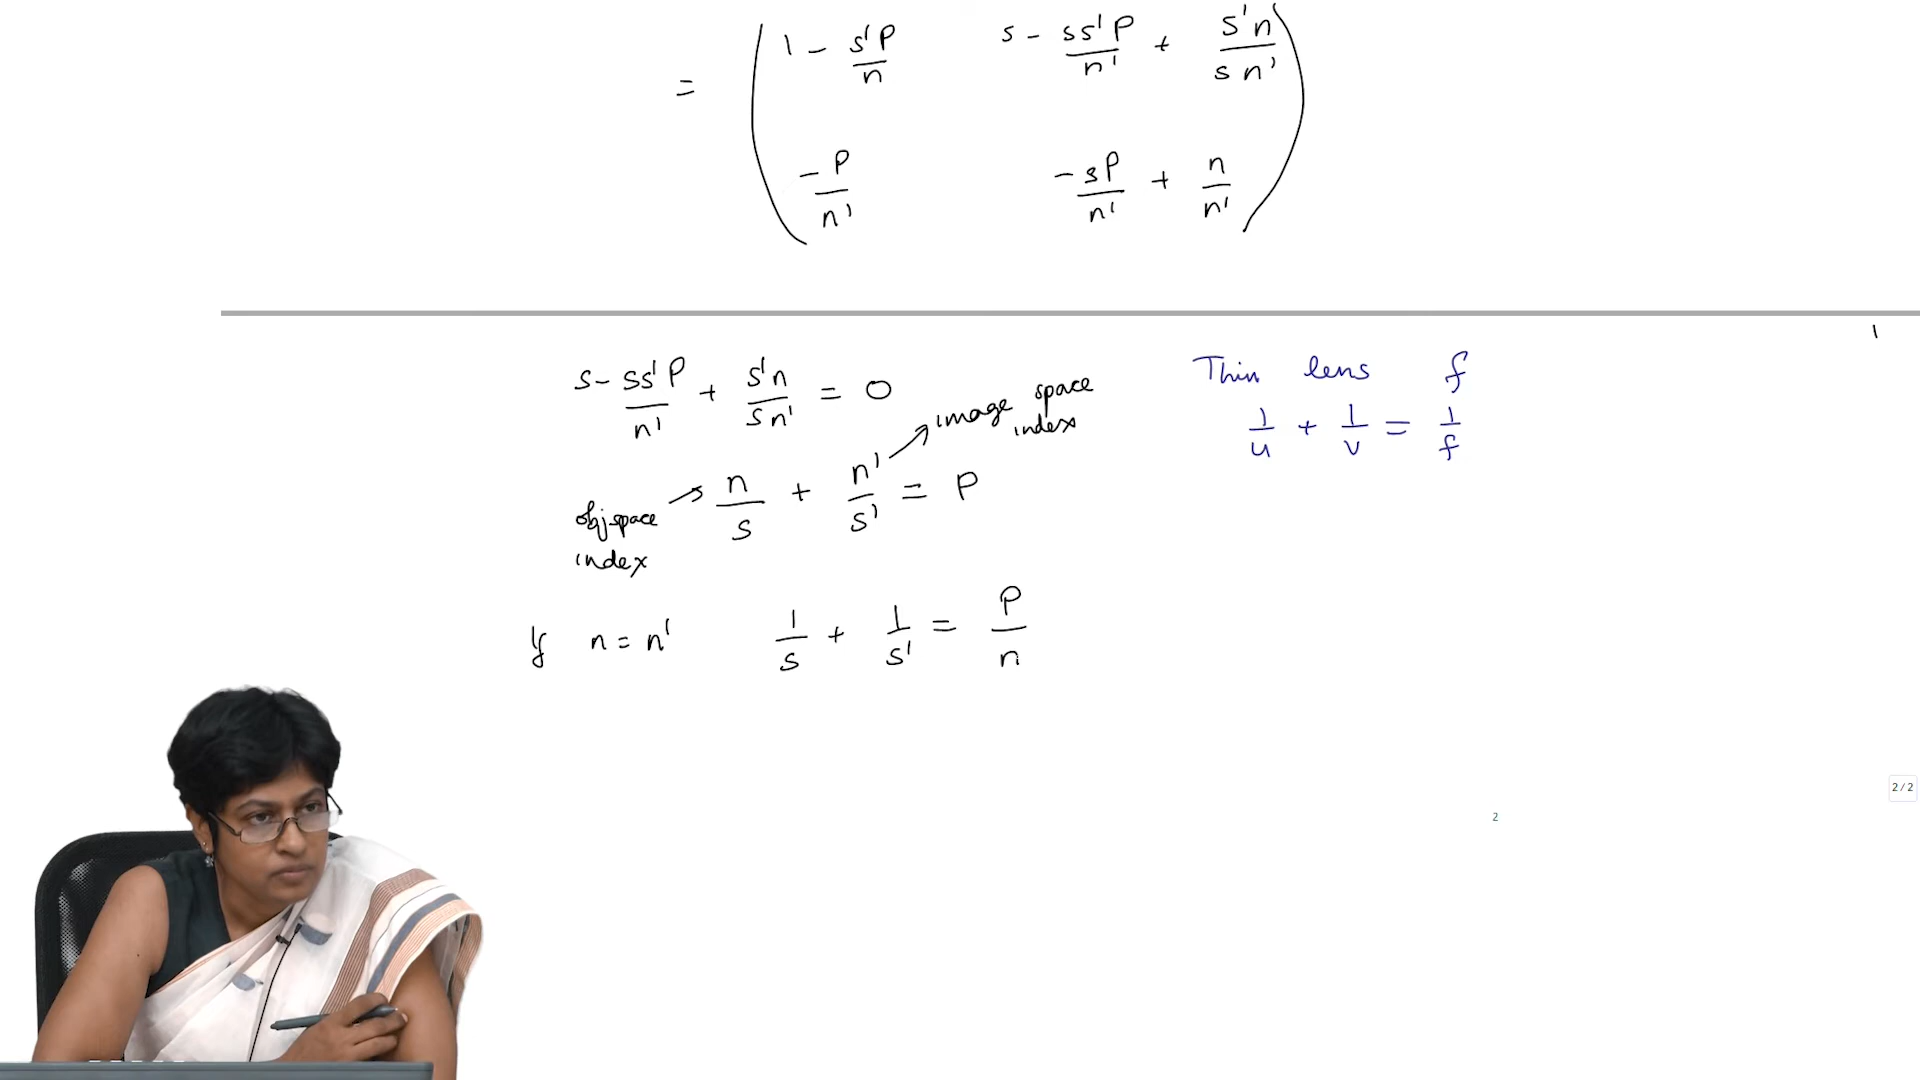 = ( 1 - s'P/n    s - ss'P/n' + s'n/sn'
-P/n'    -sP/n' + n/n' )
1
s - ss'P/n' + s'n/sn' = 0
image space index
obj space index → n/s + n'/s' = P
If n = n'    1/s + 1/s' = P/n
Thin lens f
1/u + 1/v = 1/f
2/2
2